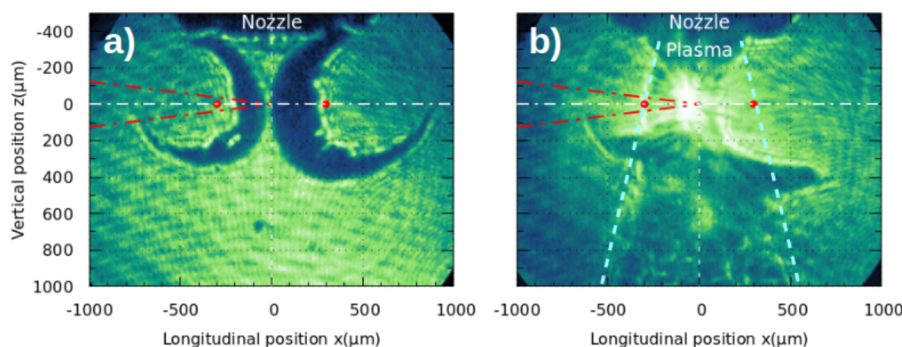 a)
Nozzle
b)
Nozzle
Plasma
-400
-200
0
200
400
600
800
1000
Vertical position z(μm)
-1000
-500
0
500
1000
Longitudinal position x(μm)
-1000
-500
0
500
1000
Longitudinal position x(μm)